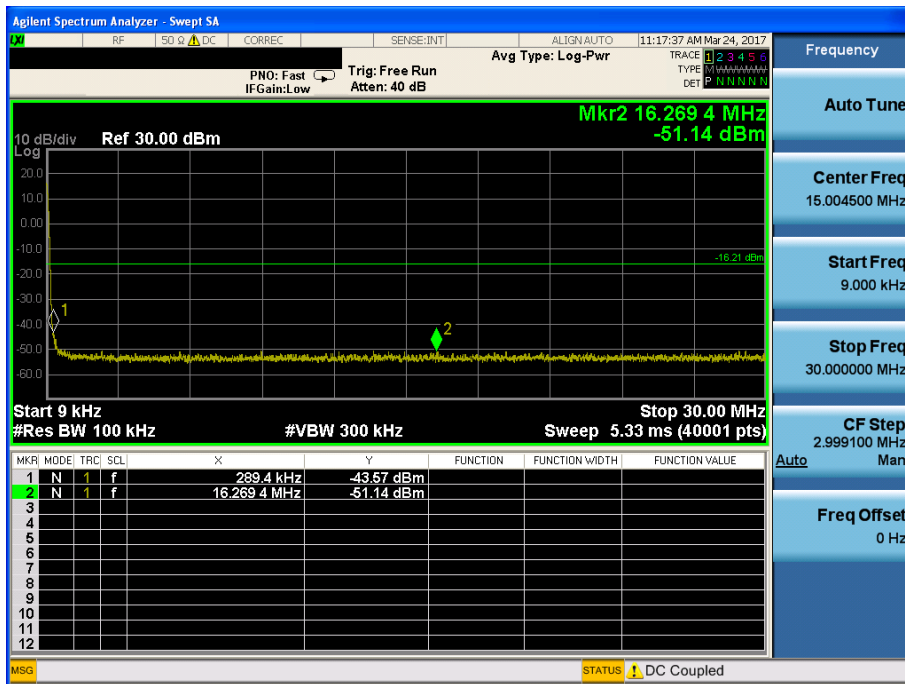 Agilent Spectrum Analyzer - Swept SA
LXI RF 50 Ω DC CORREC SENSE:INT ALIGN AUTO 11:17:37 AM Mar 24, 2017
PNO: Fast
IFGain:Low
Trig: Free Run
Atten: 40 dB
Avg Type: Log-Pwr
TRACE 1 2 3 4 5 6
TYPE M W W W W W
DET P N N N N N
Mkr2 16.269 4 MHz
-51.14 dBm
10 dB/div Ref 30.00 dBm
Log
20.0
10.0
0.00
-10.0
-16.21 dBm
-20.0
-30.0
1
-40.0
2
-50.0
-60.0
Start 9 kHz Stop 30.00 MHz
#Res BW 100 kHz #VBW 300 kHz Sweep 5.33 ms (40001 pts)
MKR MODE TRC SCL X Y FUNCTION FUNCTION WIDTH FUNCTION VALUE
1 N 1 f 289.4 kHz -43.57 dBm
2 N 1 f 16.269 4 MHz -51.14 dBm
3
4
5
6
7
8
9
10
11
12
MSG STATUS DC Coupled
Frequency
Auto Tune
Center Freq
15.004500 MHz
Start Freq
9.000 kHz
Stop Freq
30.000000 MHz
CF Step
2.999100 MHz
Auto Man
Freq Offset
0 Hz